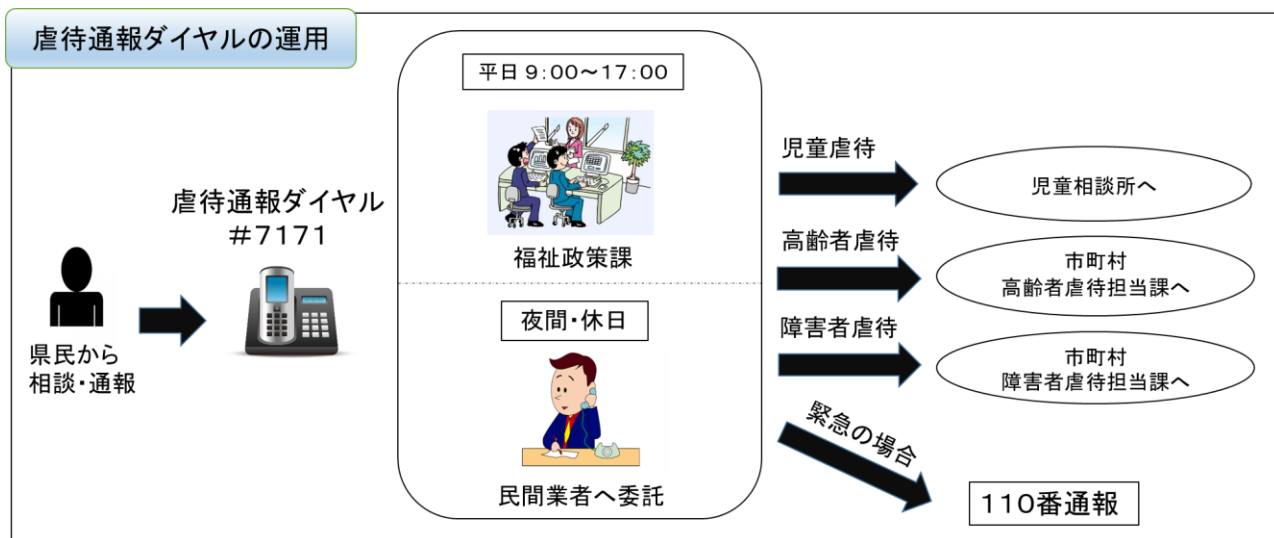 虐待通報ダイヤルの運用
県民から
相談・通報
虐待通報ダイヤル
#7171
平日9:00~17:00
福祉政策課
夜間・休日
民間業者へ委託
児童虐待
児童相談所へ
高齢者虐待
市町村
高齢者虐待担当課へ
障害者虐待
市町村
障害者虐待担当課へ
緊急の場合
110番通報